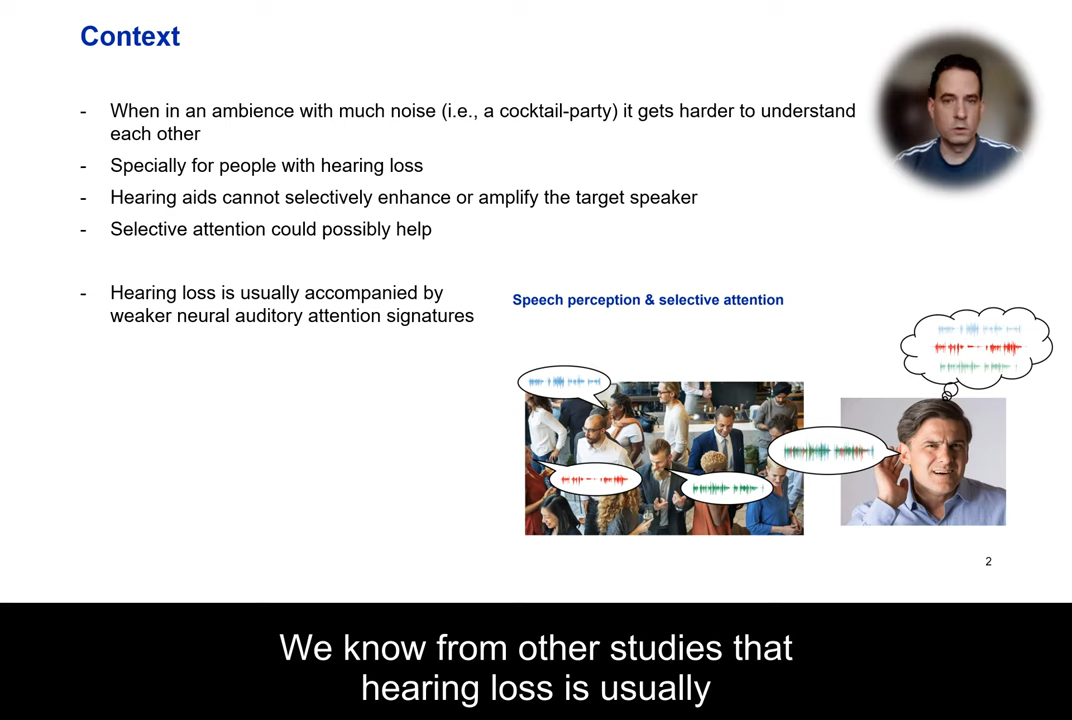 Context
- When in an ambience with much noise (i.e., a cocktail-party) it gets harder to understand
each other
- Specially for people with hearing loss
- Hearing aids cannot selectively enhance or amplify the target speaker
- Selective attention could possibly help
- Hearing loss is usually accompanied by
weaker neural auditory attention signatures
Speech perception & selective attention
2
We know from other studies that
hearing loss is usually